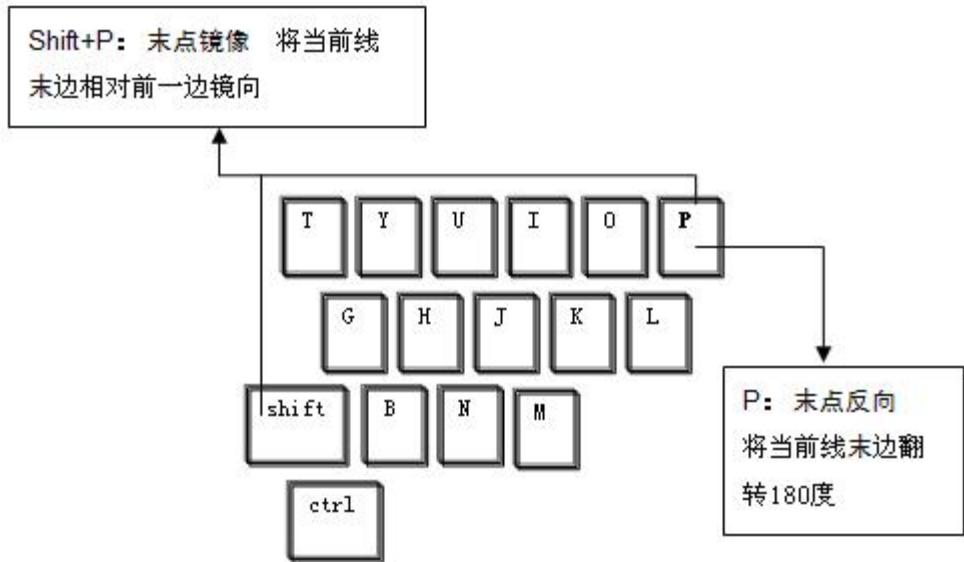 Shift+P： 末点镜像 将当前线
末边相对前一边镜向
T Y U I O P
G H J K L
shift B N M
ctrl
P： 末点反向
将当前线末边翻
转180度